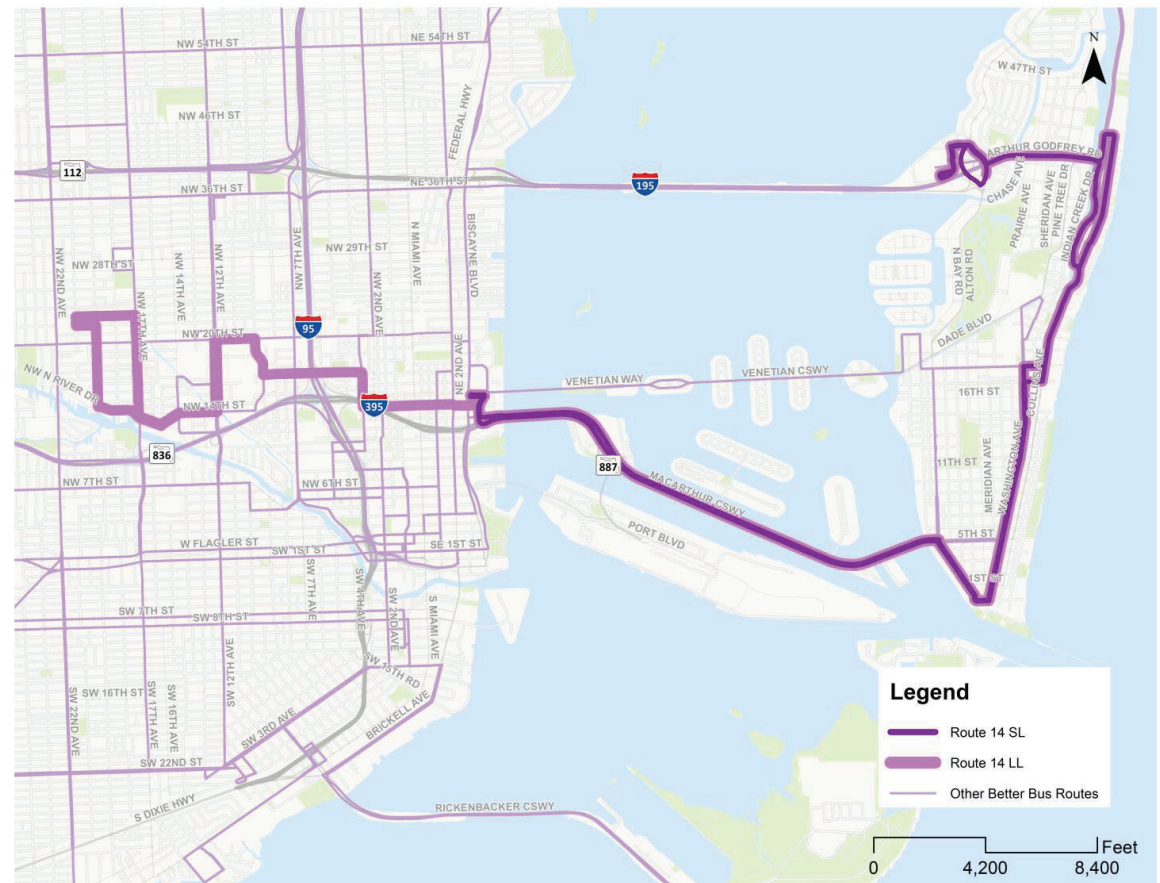 NW 54TH ST
NE 54TH ST
N
W 47TH ST
NW 46TH ST
FEDERAL HWY
ARTHUR GODFREY RD
112
NW 36TH ST
NE 36TH ST
195
CHASE AVE
PRAIRIE AVE
SHERIDAN AVE
PINE TREE DR
INDIAN CREEK DR
NW 22ND AVE
NW 28TH ST
NW 17TH AVE
NW 14TH AVE
NW 12TH AVE
NW 7TH AVE
NW 29TH ST
NW 2ND AVE
N MIAMI AVE
BISCAYNE BLVD
N BAY RD
ALTON RD
NW 20TH ST
95
DADE BLVD
NE 2ND AVE
NW N RIVER DR
VENETIAN WAY
VENETIAN CSWY
COLLINS AVE
16TH ST
NW 14TH ST
395
836
887
11TH ST
MERIDIAN AVE
WASHINGTON AVE
NW 7TH ST
NW 6TH ST
MACARTHUR CSWY
PORT BLVD
5TH ST
W FLAGLER ST
SW 1ST ST
SE 1ST ST
1ST ST
SW 7TH AVE
SW 4TH AVE
SW 2ND AVE
S MIAMI AVE
SW 7TH ST
SW 8TH ST
SW 12TH AVE
SW 15TH RD
SW 16TH ST
SW 22ND AVE
SW 17TH AVE
SW 16TH AVE
SW 3RD AVE
BRICKELL AVE
SW 22ND ST
S DIXIE HWY
RICKENBACKER CSWY
Legend
Route 14 SL
Route 14 LL
Other Better Bus Routes
Feet
0 4,200 8,400